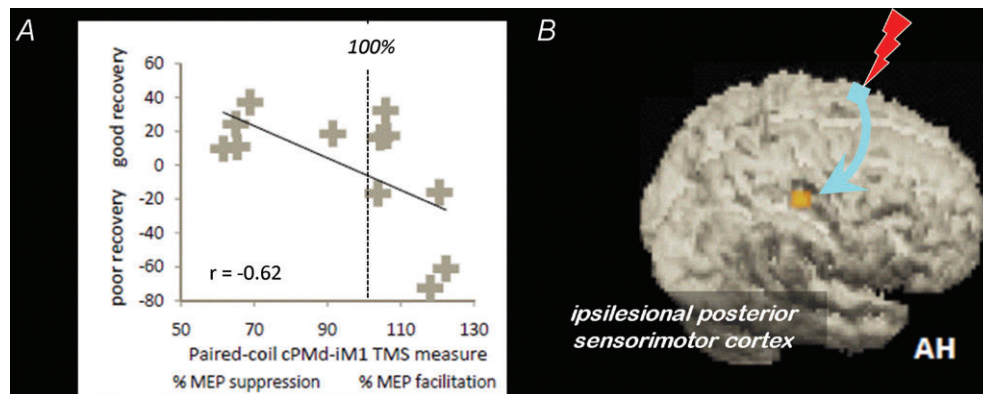 A
100%
good recovery
poor recovery
60
40
20
0
-20
-40
-60
-80
r = -0.62
50 70 90 110 130
Paired-coil cPMd-iM1 TMS measure
% MEP suppression % MEP facilitation
B
ipsilesional posterior
sensorimotor cortex
AH